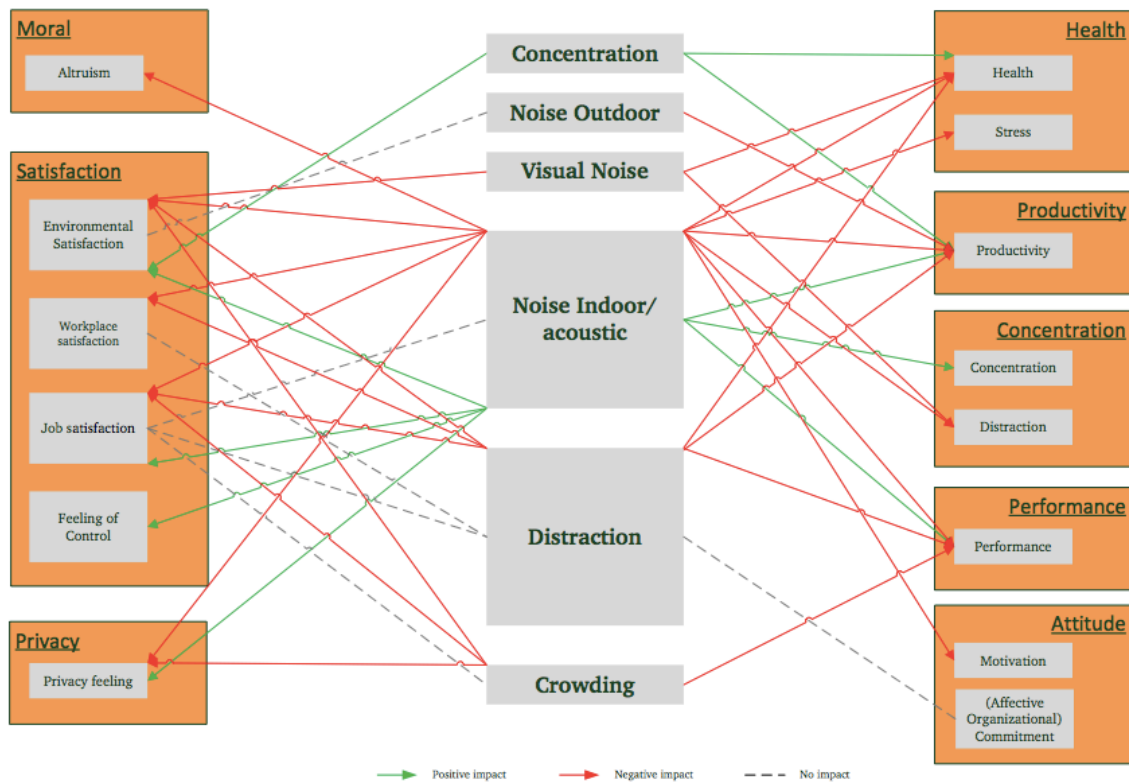 Moral
Altruism
Satisfaction
Environmental
Satisfaction
Workplace
satisfaction
Job satisfaction
Feeling of
Control
Privacy
Privacy feeling
Concentration
Noise Outdoor
Visual Noise
Noise Indoor/
acoustic
Distraction
Crowding
Health
Health
Stress
Productivity
Productivity
Concentration
Concentration
Distraction
Performance
Performance
Attitude
Motivation
(Affective
Organizational)
Commitment
Positive impact
Negative impact
No impact